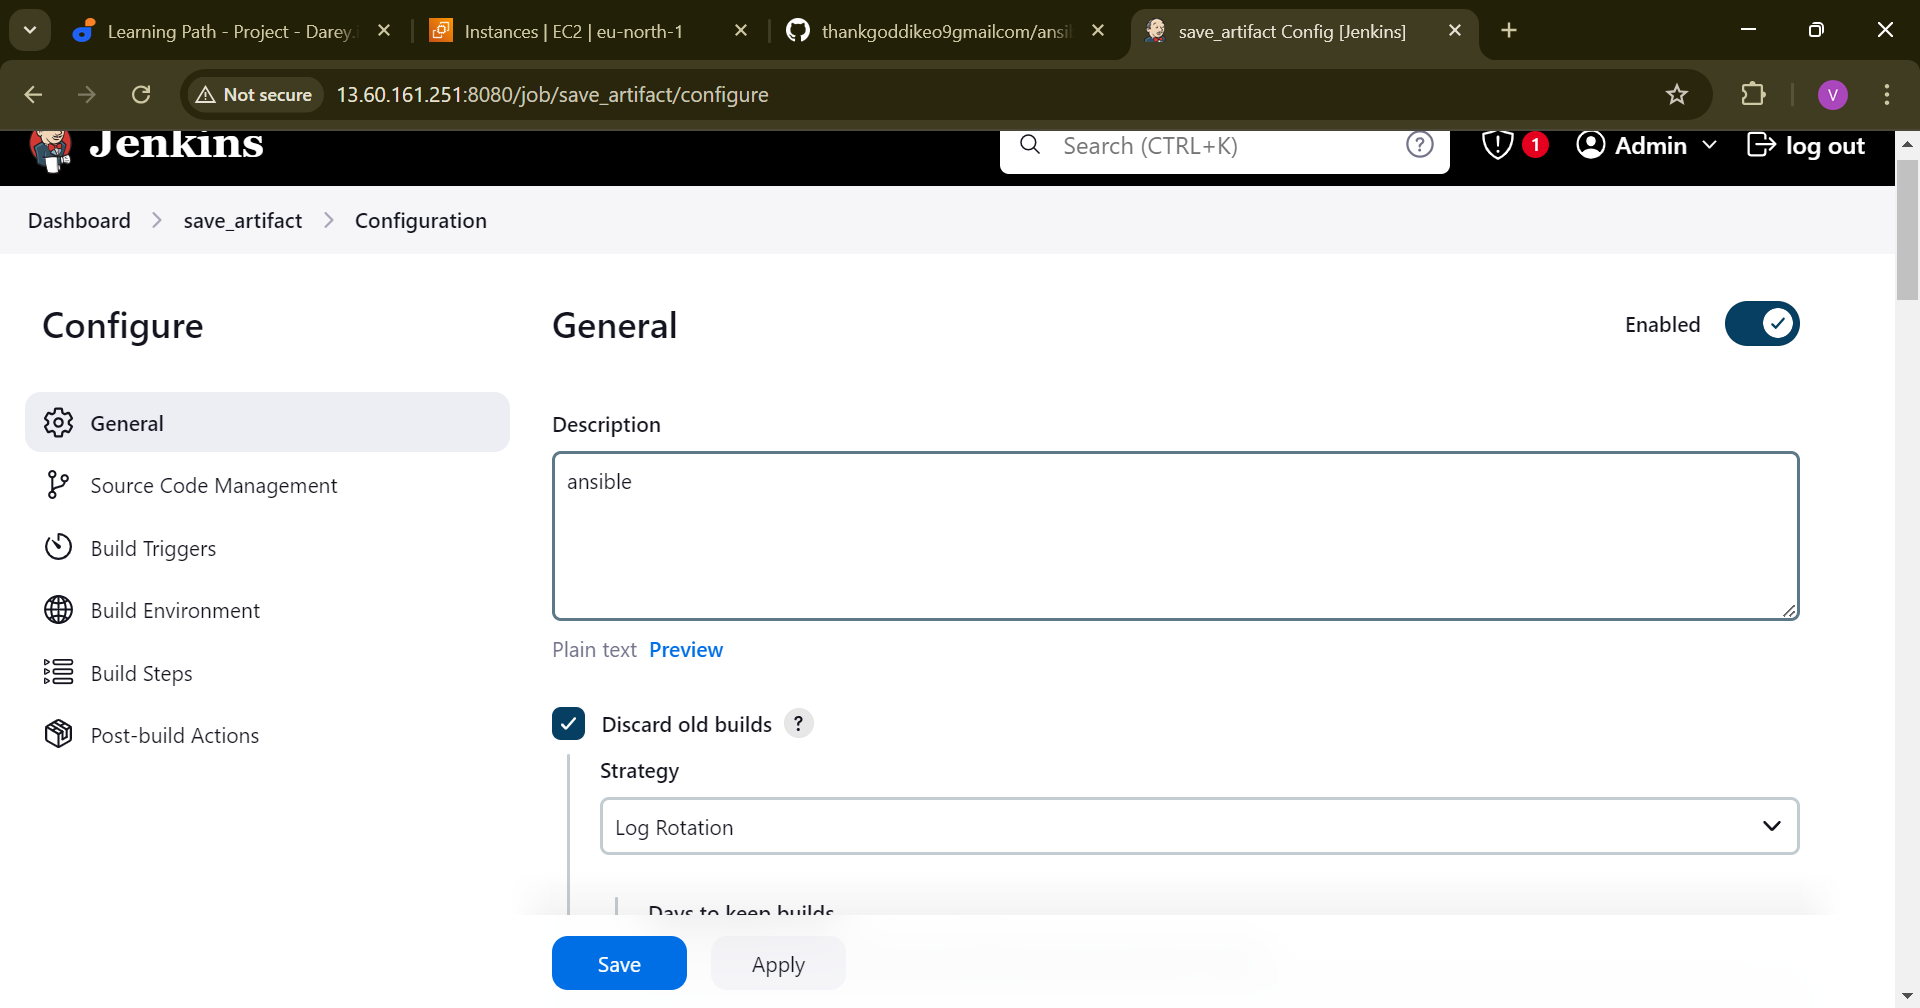 Learning Path - Project - Darey.i
Instances | EC2 | eu-north-1
thankgoddikeo9gmailcom/ansil
save_artifact Config [Jenkins]
Not secure
13.60.161.251:8080/job/save_artifact/configure
V
Jenkins
Search (CTRL+K)
?
1
Admin
log out
Dashboard
save_artifact
Configuration
Configure
General
Enabled
General
Source Code Management
Build Triggers
Build Environment
Build Steps
Post-build Actions
Description
ansible
Plain text Preview
Discard old builds ?
Strategy
Log Rotation
Days to keep builds
Save
Apply